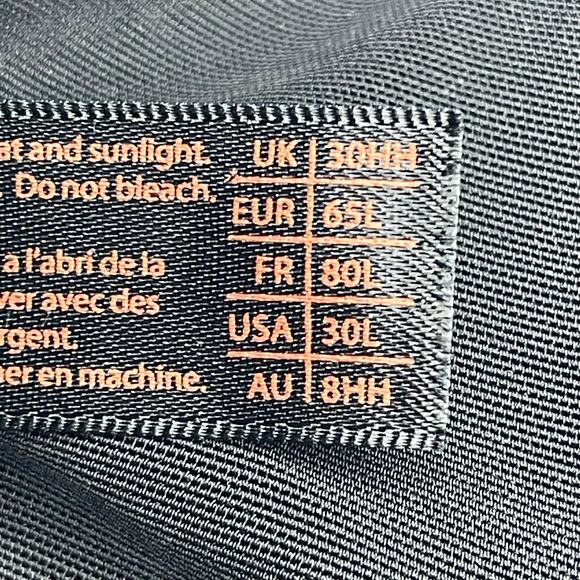 at and sunlight.
. Do not bleach.
a l'abri de la
ver avec des
rgent.
er en machine.
UK 30HH
EUR 65L
FR 80L
USA 30L
AU 8HH